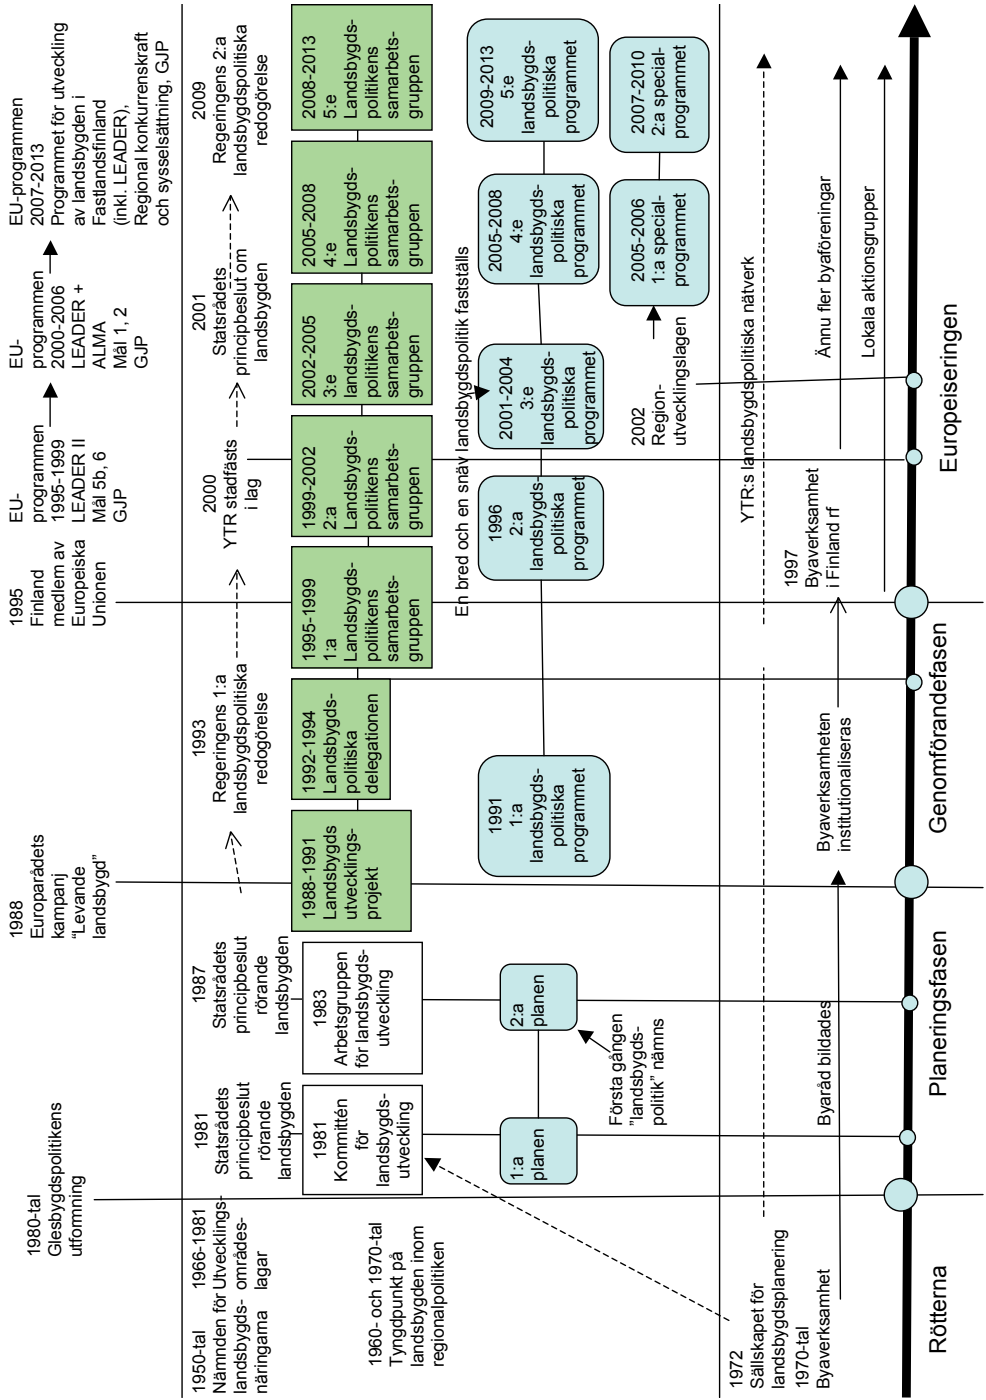 1980-tal
Glesbygdspolitikens
utformning
1988
Europarådets
kampanj
"Levande
landsbygd"
1995
Finland
medlem av
Europeiska
Unionen
EU-
programmen
1995-1999
LEADER II
Mål 5b, 6
GJP
EU-
programmen
2000-2006
LEADER +
ALMA
Mål 1, 2
GJP
EU-programmen
2007-2013
Programmet för utveckling
av landsbygden i
Fastlandsfinland
(inkl. LEADER),
Regional konkurrenskraft
och sysselsättning, GJP
1950-tal
Nämnden för
landsbygds-
näringarna
1966-1981
Utvecklings-
områdes-
lagar
1981
Statsrådets
principbeslut
rörande
landsbygden
1987
Statsrådets
principbeslut
rörande
landsbygden
1993
Regeringens 1:a
landsbygdspolitiska
redogörelse
2000
YTR stadfästs
i lag
2001
Statsrådets
principbeslut om
landsbygden
2009
Regeringens 2:a
landsbygdspolitiska
redogörelse
1960- och 1970-tal
Tyngdpunkt på
landsbygden inom
regionalpolitiken
1981
Kommittén
för
landsbygds-
utveckling
1983
Arbetsgruppen
för landsbygds-
utveckling
1988-1991
Landsbygds
utvecklings-
projekt
1992-1994
Landsbygds-
politiska
delegationen
1995-1999
1:a
Landsbygds-
politikens
samarbets-
gruppen
1999-2002
2:a
Landsbygds-
politikens
samarbets-
gruppen
2002-2005
3:e
landsbygds-
politikens
samarbets-
gruppen
2005-2008
4:e
Landsbygds-
politikens
samarbets-
gruppen
2008-2013
5:e
Landsbygds-
politikens
samarbets-
gruppen
En bred och en snäv landsbygdspolitik fastställs
1:a
planen
2:a
planen
1991
1:a
landsbygds-
politiska
programmet
1996
2:a
landsbygds-
politiska
programmet
2001-2004
3:e
landsbygds-
politiska
programmet
2005-2008
4:e
landsbygds-
politiska
programmet
2009-2013
5:e
landsbygds-
politiska
programmet
Första gången
"landsbygds-
politik" nämns
2002
Region-
utvecklingslagen
2005-2006
1:a special-
programmet
2007-2010
2:a special-
programmet
1972
Sällskapet för
landsbygdsplanering
1970-tal
Byaverksamhet
YTR:s landsbygdspolitiska nätverk
Byaråd bildades
Byaverksamheten
institutionaliseras
1997
Byaverksamhet
i Finland rf
Ännu fler byaföreningar
Lokala aktionsgrupper
Rötterna
Planeringsfasen
Genomförandefasen
Europeiseringen